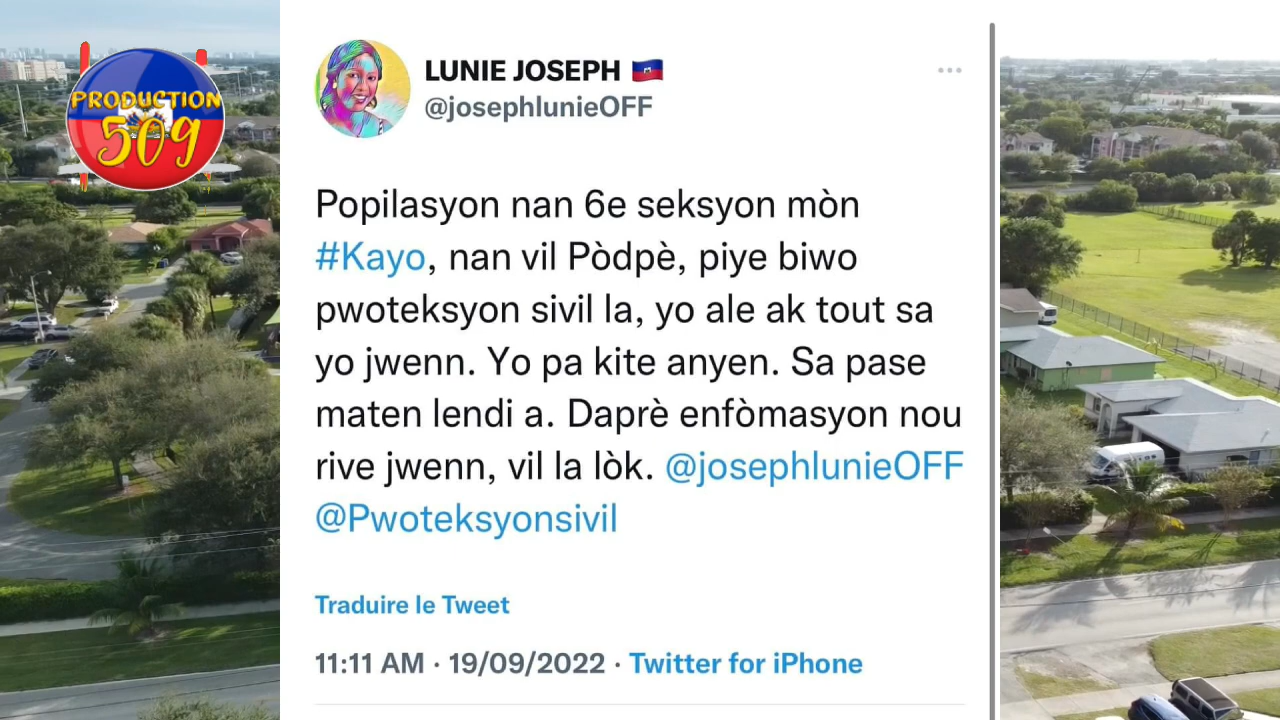 PRODUCTION
509
LUNIE JOSEPH
@josephlunieOFF
Popilasyon nan 6e seksyon mòn
#Kayo, nan vil Pòdpè, piye biwo
pwoteksyon sivil la, yo ale ak tout sa
yo jwenn. Yo pa kite anyen. Sa pase
maten lendi a. Daprè enfòmasyon nou
rive jwenn, vil la lòk. @josephlunieOFF
@Pwoteksyonsivil
Traduire le Tweet
11:11 AM · 19/09/2022 · Twitter for iPhone